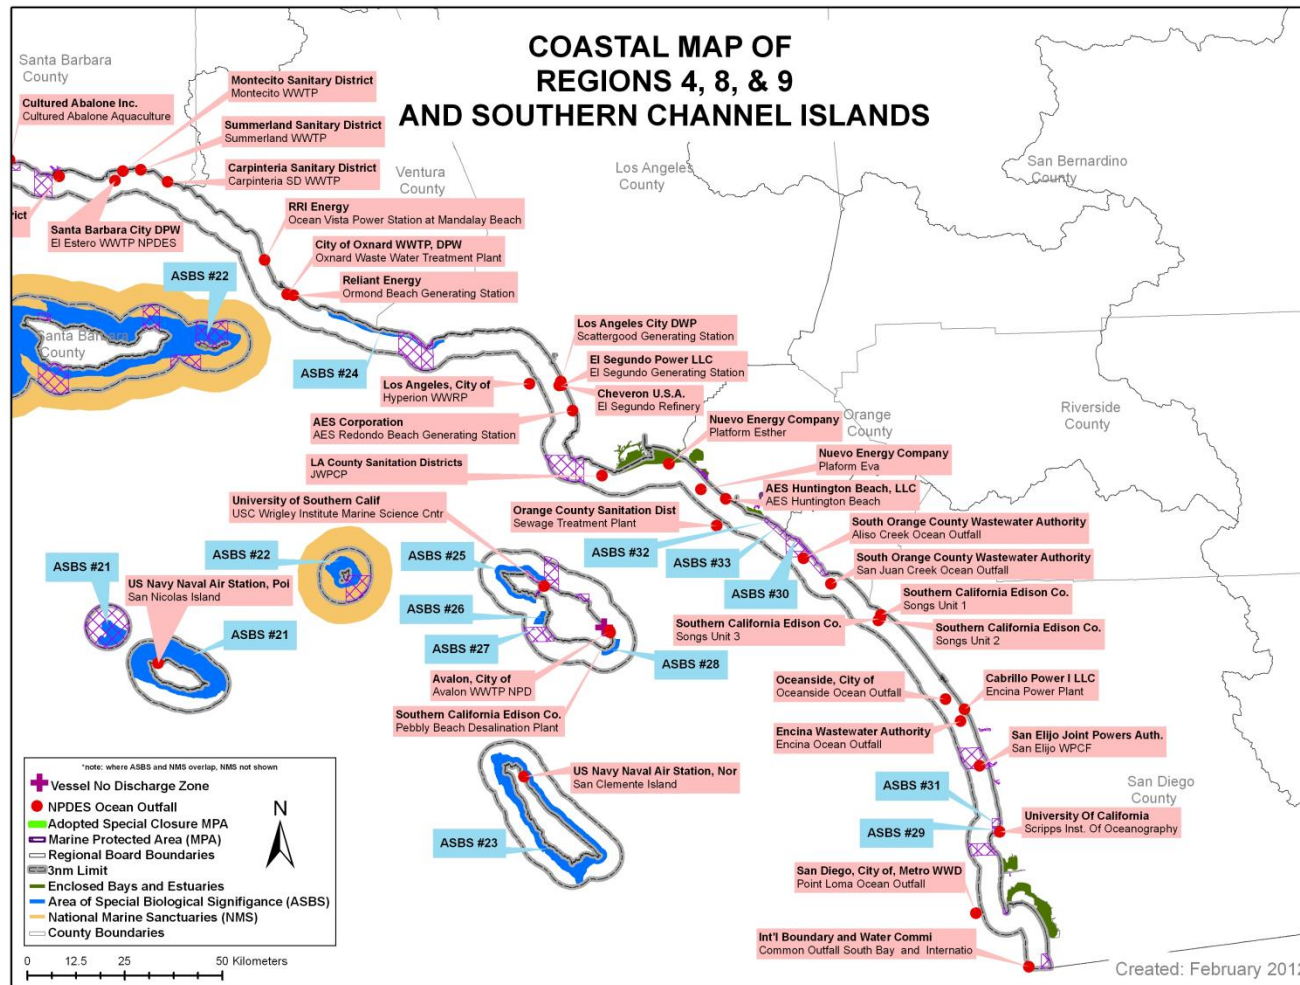 COASTAL MAP OF
REGIONS 4, 8, & 9
AND SOUTHERN CHANNEL ISLANDS
Santa Barbara
County
Cultured Abalone Inc.
Cultured Abalone Aquaculture
Montecito Sanitary District
Montecito WWTP
Summerland Sanitary District
Summerland WWTP
Carpinteria Sanitary District
Carpinteria SD WWTP
Ventura
County
Los Angeles
County
San Bernardino
County
rict
Santa Barbara City DPW
El Estero WWTP NPDES
RRI Energy
Ocean Vista Power Station at Mandalay Beach
City of Oxnard WWTP, DPW
Oxnard Waste Water Treatment Plant
Reliant Energy
Ormond Beach Generating Station
ASBS #22
Santa Barbara
County
ASBS #24
Los Angeles City DWP
Scattergood Generating Station
El Segundo Power LLC
El Segundo Generating Station
Los Angeles, City of
Hyperion WWRP
Cheveron U.S.A.
El Segundo Refinery
AES Corporation
AES Redondo Beach Generating Station
Nuevo Energy Company
Platform Esther
Orange
County
Riverside
County
Nuevo Energy Company
Plaform Eva
LA County Sanitation Districts
JWPCP
AES Huntington Beach, LLC
AES Huntington Beach
University of Southern Calif
USC Wrigley Institute Marine Science Cntr
Orange County Sanitation Dist
Sewage Treatment Plant
South Orange County Wastewater Authority
Aliso Creek Ocean Outfall
ASBS #32
ASBS #33
ASBS #30
South Orange County Wastewater Authority
San Juan Creek Ocean Outfall
ASBS #21
ASBS #22
ASBS #25
US Navy Naval Air Station, Poi
San Nicolas Island
ASBS #21
ASBS #26
ASBS #27
ASBS #28
Southern California Edison Co.
Songs Unit 1
Southern California Edison Co.
Songs Unit 3
Southern California Edison Co.
Songs Unit 2
Avalon, City of
Avalon WWTP NPD
Southern California Edison Co.
Pebbly Beach Desalination Plant
Oceanside, City of
Oceanside Ocean Outfall
Cabrillo Power I LLC
Encina Power Plant
Encina Wastewater Authority
Encina Ocean Outfall
San Elijo Joint Powers Auth.
San Elijo WPCF
US Navy Naval Air Station, Nor
San Clemente Island
ASBS #31
San Diego
County
ASBS #23
ASBS #29
University Of California
Scripps Inst. Of Oceanography
San Diego, City of, Metro WWD
Point Loma Ocean Outfall
Int'l Boundary and Water Commi
Common Outfall South Bay and Internatio
*note: where ASBS and NMS overlap, NMS not shown
Vessel No Discharge Zone
NPDES Ocean Outfall
Adopted Special Closure MPA
Marine Protected Area (MPA)
Regional Board Boundaries
3nm Limit
Enclosed Bays and Estuaries
Area of Special Biological Signifigance (ASBS)
National Marine Sanctuaries (NMS)
County Boundaries
N
0 12.5 25 50 Kilometers
Created: February 2012